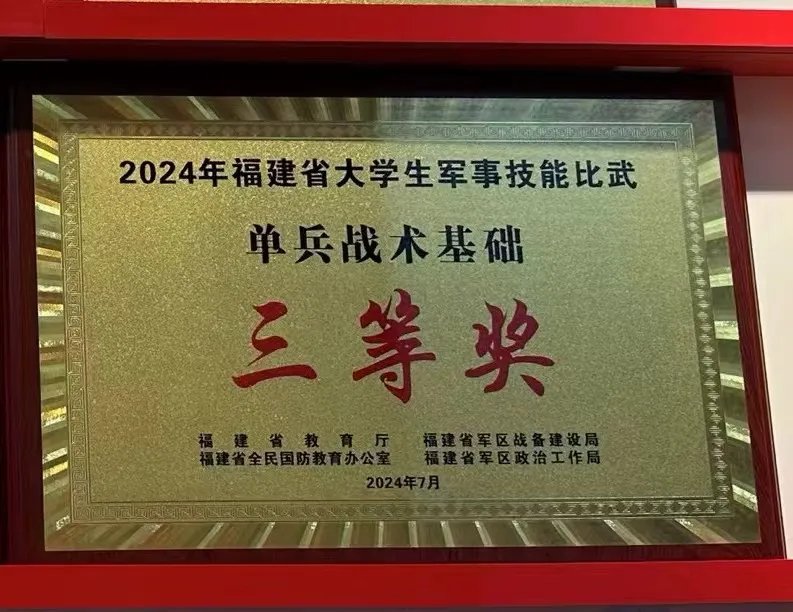 2024年福建省大学生军事技能比武
单兵战术基础
三等奖
福建省教育厅 福建省军区战备建设局
福建省全民国防教育办公室 福建省军区政治工作局
2024年7月